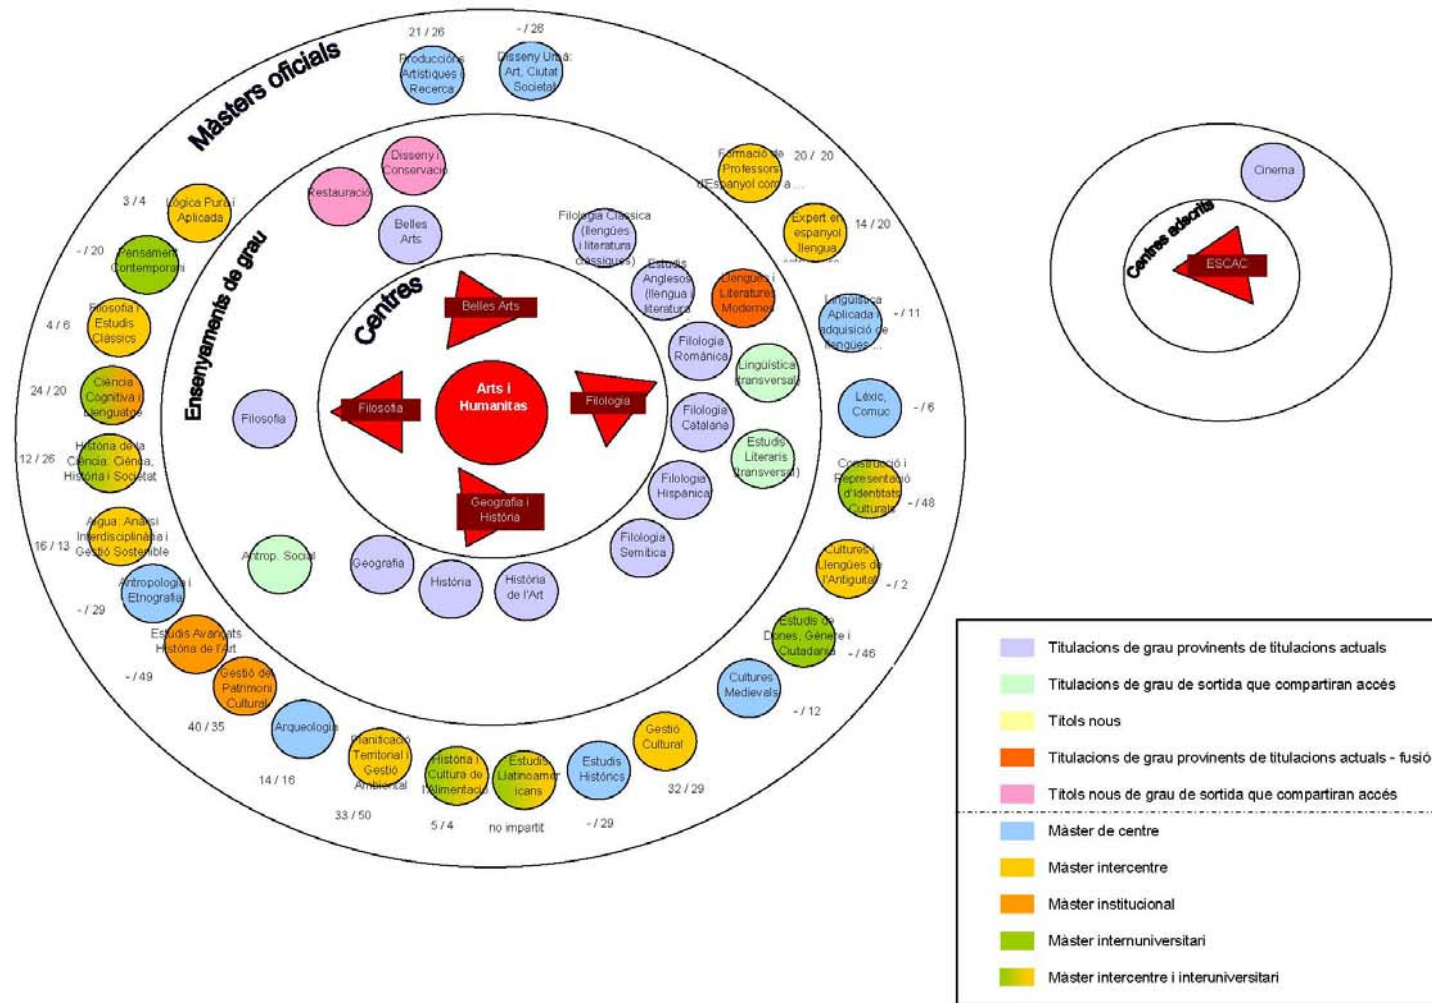 Màsters oficials
21 / 26
Produccions
Artístiques i
Recerca
- / 26
Disseny Urbà:
Art, Ciutat
Societat
Formació de
Professors
d'Espanyol com a ...
20 / 20
Expert en
espanyol
llengua
14 / 20
Lingüística
Aplicada i
adquisició de
llengües ...
- / 11
Lèxic,
Comuc
- / 6
Construcció i
Representació
d'Identitats
Culturals
- / 48
Cultures i
Llengües de
l'Antiguitat
- / 2
Estudis de
Dones, Gènere i
Ciutadania
- / 46
Cultures
Medievals
- / 12
Gestió
Cultural
32 / 29
Estudis
Històrics
- / 29
Estudis
Llatinoamer
icans
no impartit
Història i
Cultura de
l'Alimentació
5 / 4
Planificació
Territorial i
Gestió
Ambiental
33 / 50
Arqueologia
14 / 16
Gestió del
Patrimoni
Cultural
40 / 35
Estudis Avançats
Història de l'Art
- / 49
Antropologia i
Etnografia
- / 29
Aigua: Anàlisi
Interdisciplinària i
Gestió Sostenible
16 / 13
Història de la
Ciència: Ciència,
Història i Societat
12 / 26
Ciència
Cognitiva i
Llenguatge
24 / 20
Filosofia i
Estudis
Clàssics
4 / 6
Pensament
Contemporani
- / 20
Lògica Pura i
Aplicada
3 / 4
Ensenyaments de grau
Restauració
Disseny i
Conservació
Belles
Arts
Filologia Clàssica
(llengües
i literatura
clàssiques)
Estudis
Anglesos
(llengua i
literatura
Llengües i
Literatures
Modernes
Filologia
Romànica
Lingüística
(transversal)
Filologia
Catalana
Estudis
Literaris
(transversal)
Filologia
Hispànica
Filologia
Semítica
Història
de l'Art
Història
Geografia
Antrop. Social
Filosofia
Centres
Belles Arts
Filosofia
Arts i
Humanitas
Filologia
Geografia i
Història
Cinema
Centres adscrits
ESCAC
Titulacions de grau provinents de titulacions actuals
Titulacions de grau de sortida que compartiran accés
Títols nous
Titulacions de grau provinents de titulacions actuals - fusió
Títols nous de grau de sortida que compartiran accés
Màster de centre
Màster intercentre
Màster institucional
Màster internuniversitari
Màster intercentre i interuniversitari